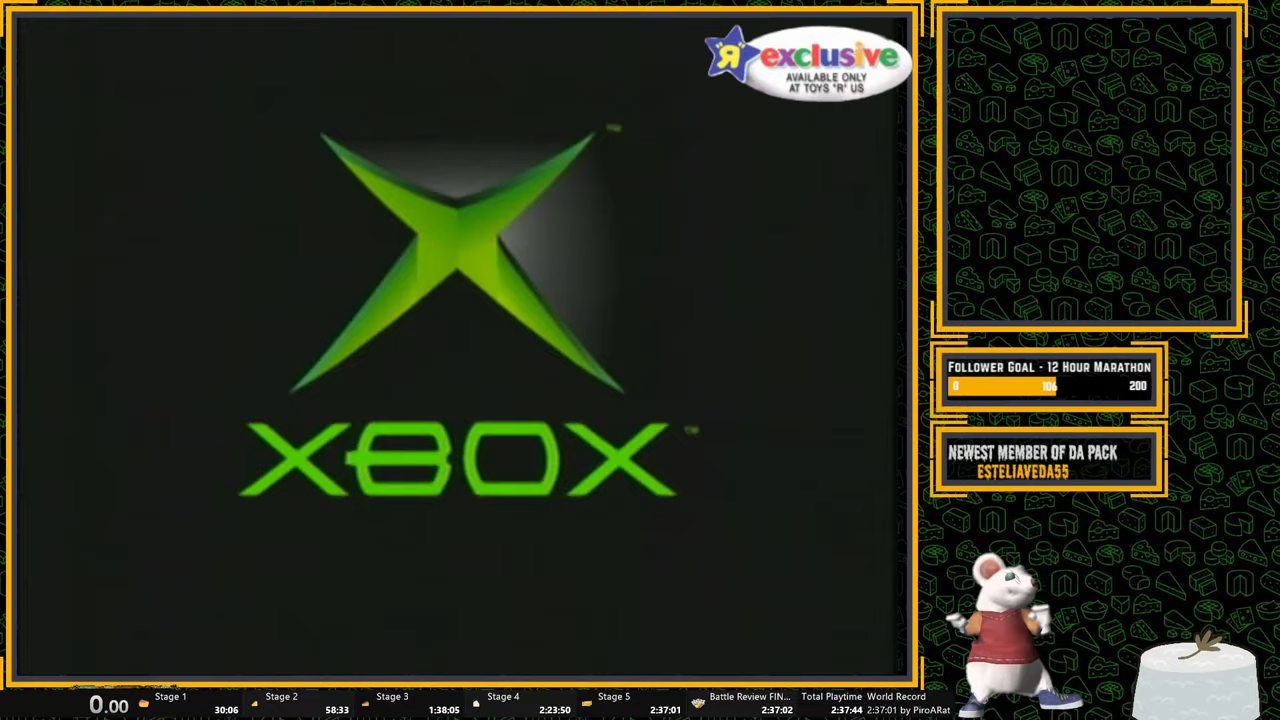 R exclusive
AVAILABLE ONLY
AT TOYS "R" US
TM
XBOX TM
FOLLOWER GOAL - 12 HOUR MARATHON
0 106 200
NEWEST MEMBER OF DA PACK
ESTELIAVEDA55
0.00
Stage 1 30:06
Stage 2 58:33
Stage 3 1:38:05
Stage 4 2:23:50
Stage 5 2:37:01
Battle Review FIN... 2:37:02
Total Playtime 2:37:44
World Record 2:37:01 by PiroARat